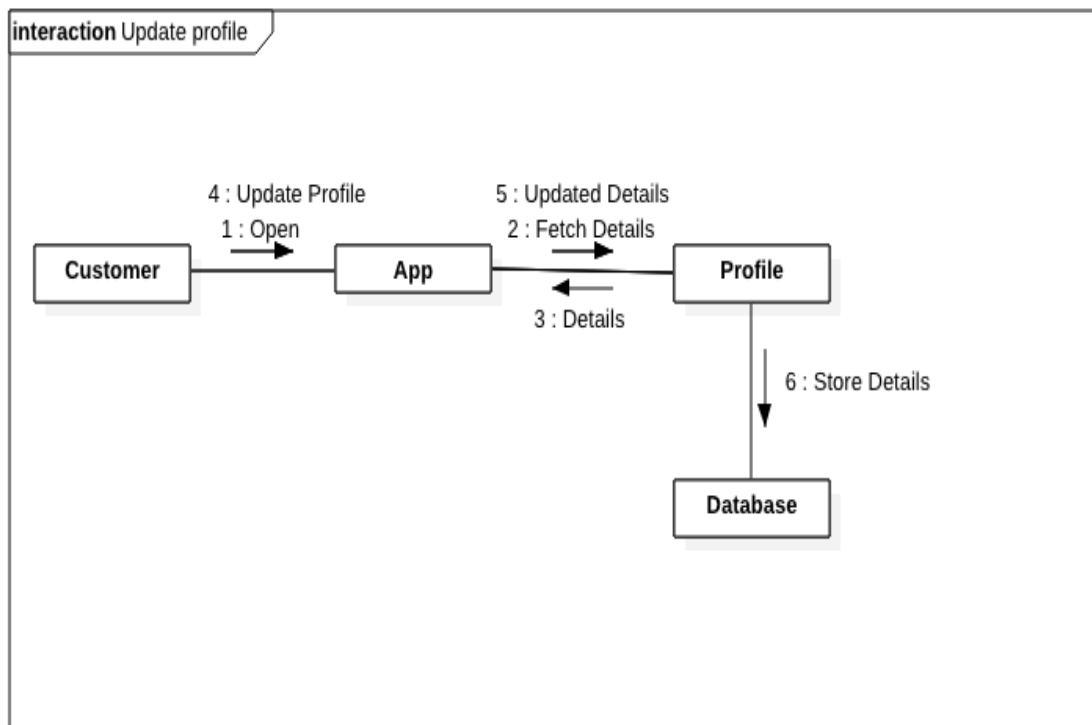 interaction Update profile
4 : Update Profile
1 : Open
5 : Updated Details
2 : Fetch Details
Customer
App
Profile
3 : Details
6 : Store Details
Database